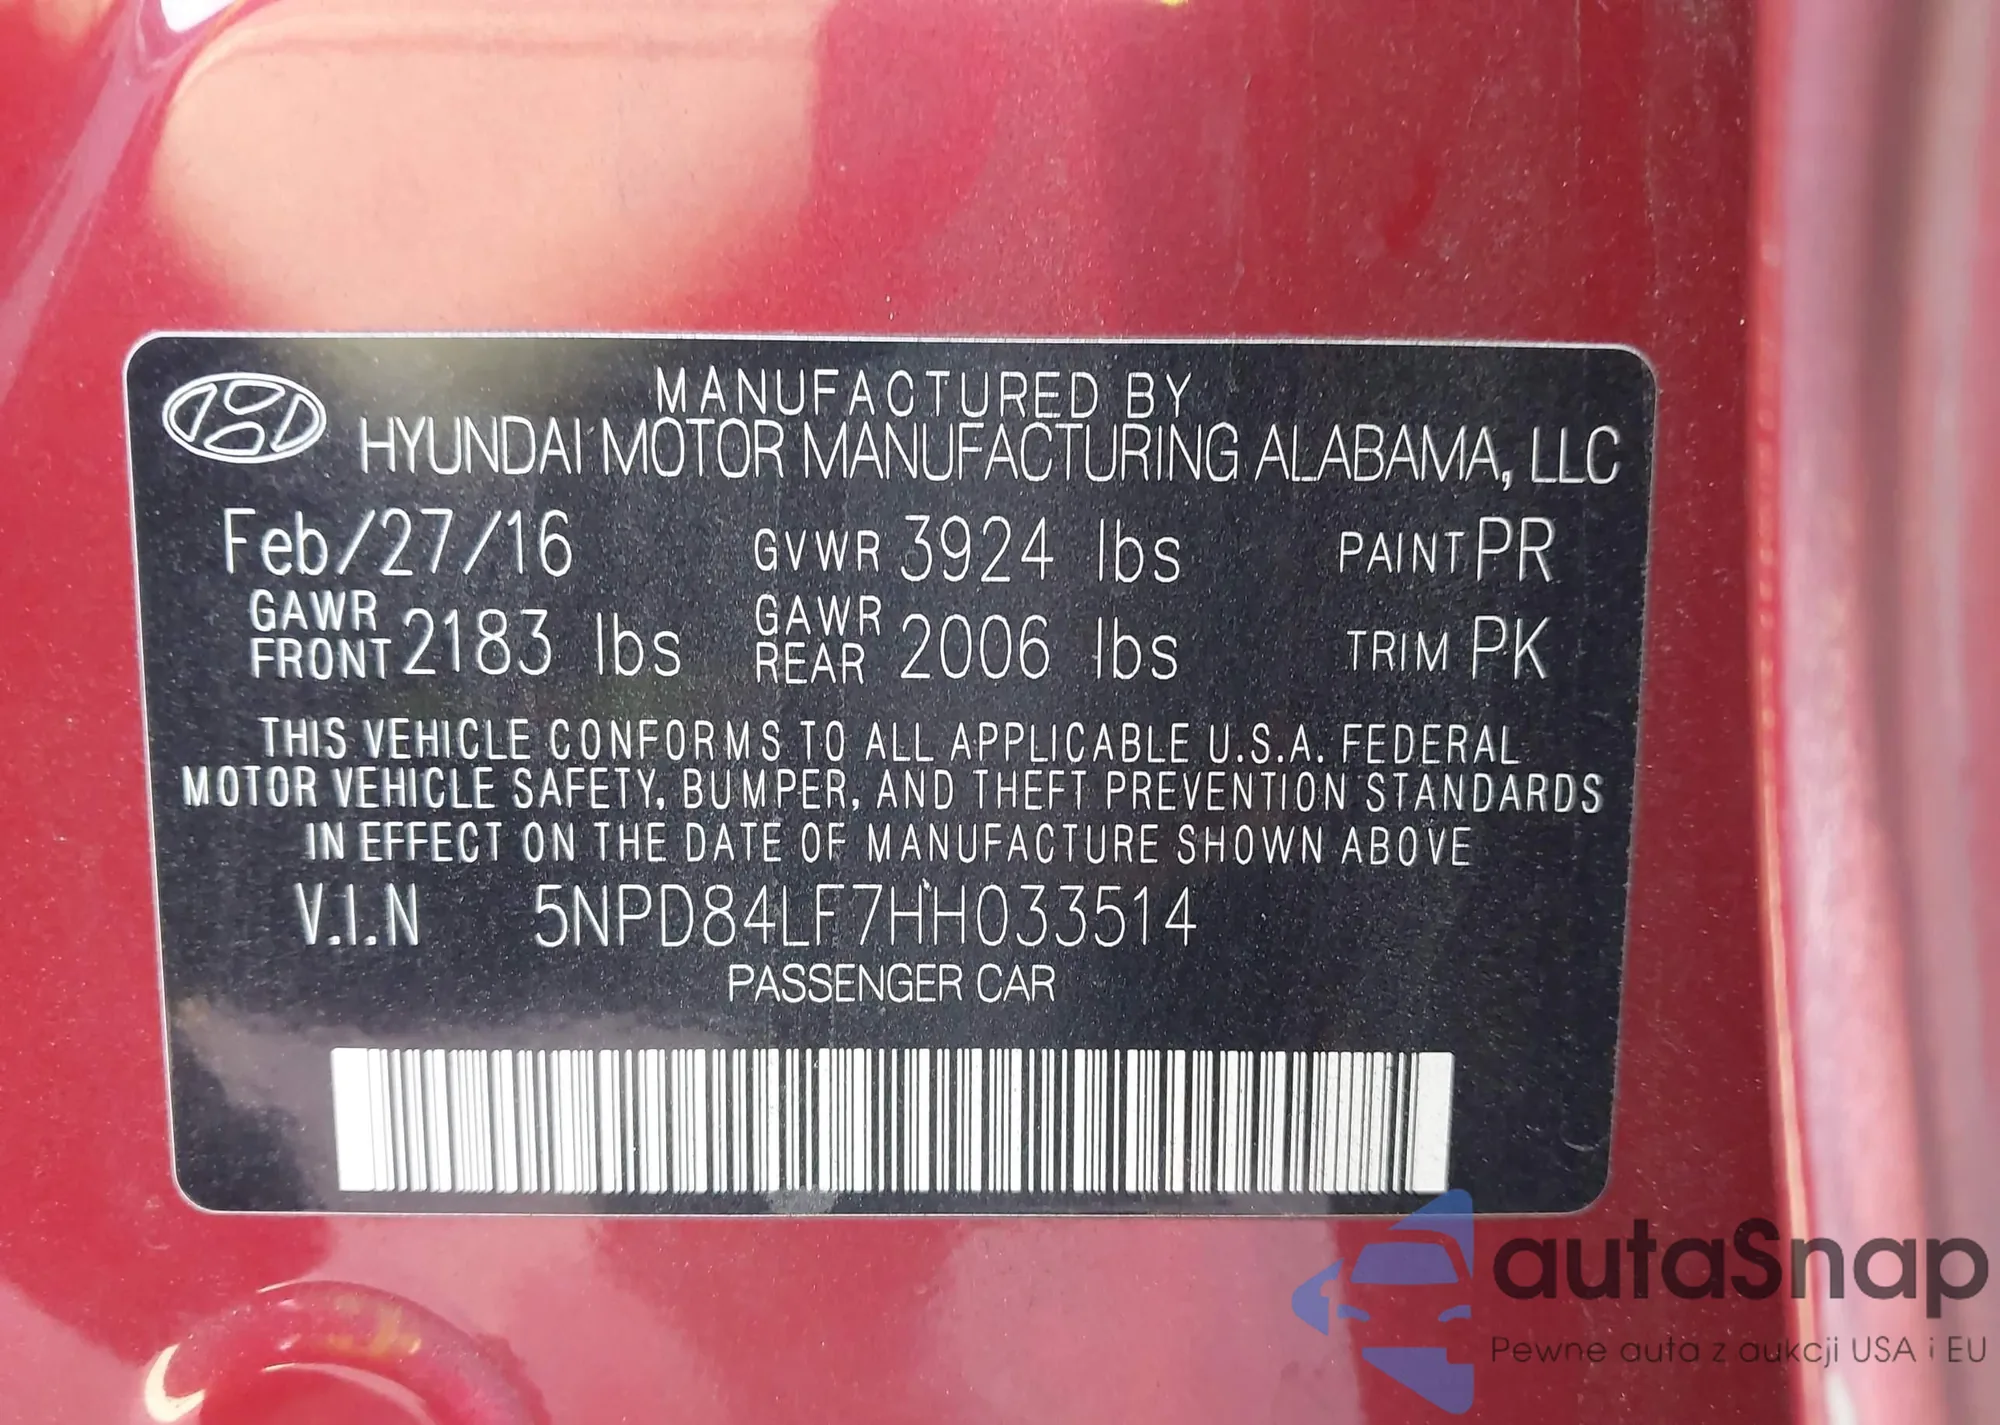 MANUFACTURED BY
HYUNDAI MOTOR MANUFACTURING ALABAMA, LLC
Feb/27/16 GVWR 3924 lbs PAINT PR
GAWR FRONT 2183 lbs GAWR REAR 2006 lbs TRIM PK
THIS VEHICLE CONFORMS TO ALL APPLICABLE U.S.A. FEDERAL
MOTOR VEHICLE SAFETY, BUMPER, AND THEFT PREVENTION STANDARDS
IN EFFECT ON THE DATE OF MANUFACTURE SHOWN ABOVE
V.I.N 5NPD84LF7HH033514
PASSENGER CAR
autaSnap
Pewne auta z aukcji USA i EU